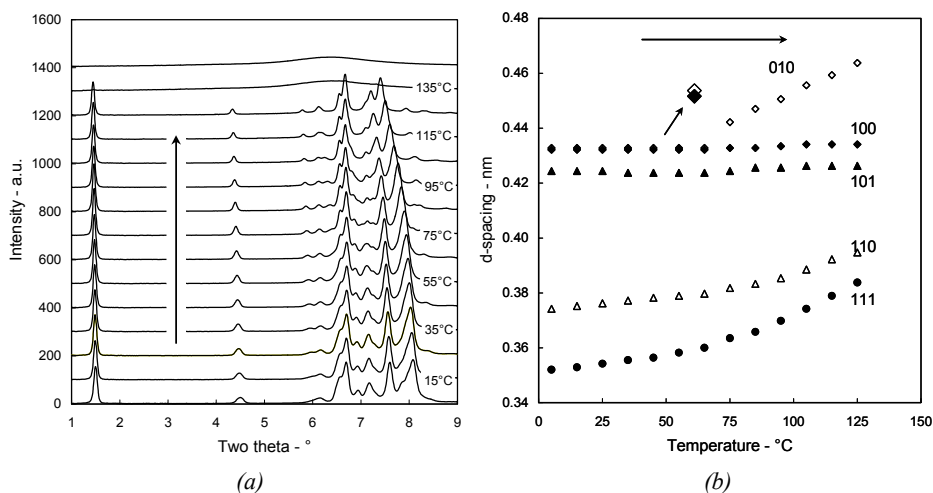 1600
1400
1200
1000
800
600
400
200
0
Intensity - a.u.
135°C
115°C
95°C
75°C
55°C
35°C
15°C
1 2 3 4 5 6 7 8 9
Two theta - °
(a)
0.48
0.46
0.44
0.42
0.40
0.38
0.36
0.34
d-spacing - nm
010
100
101
110
111
0 25 50 75 100 125 150
Temperature - °C
(b)